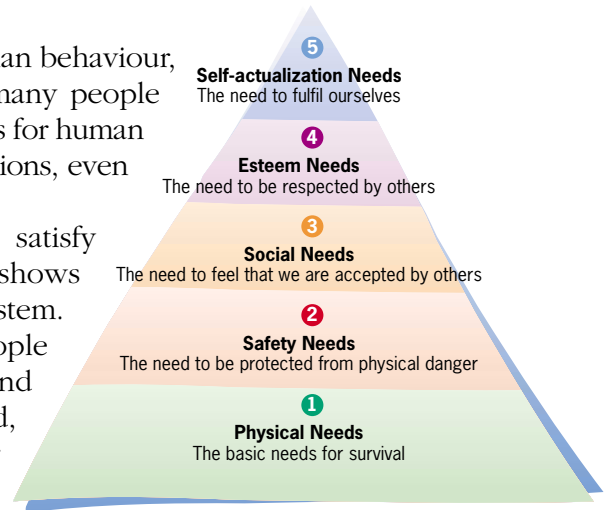 an behaviour,
many people
s for human
ions, even
satisfy
shows
stem.
ople
nd
d,
5
Self-actualization Needs
The need to fulfil ourselves
4
Esteem Needs
The need to be respected by others
3
Social Needs
The need to feel that we are accepted by others
2
Safety Needs
The need to be protected from physical danger
1
Physical Needs
The basic needs for survival